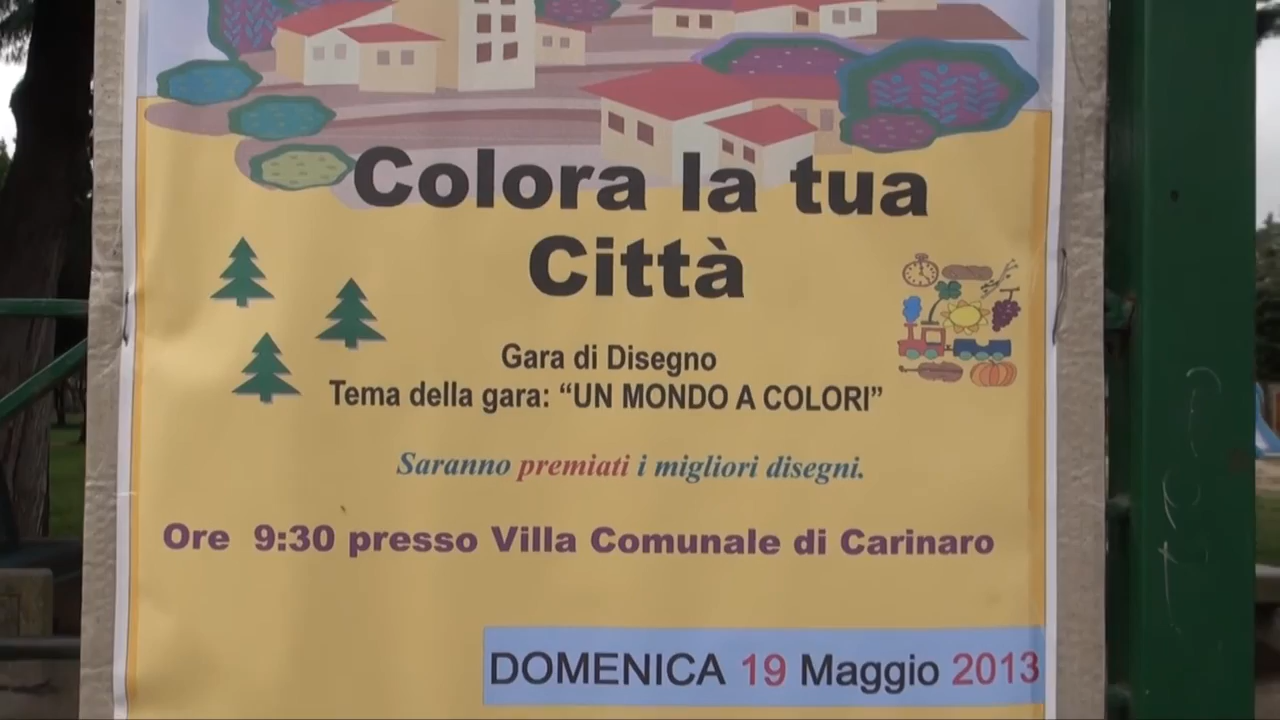 Colora la tua
Città
Gara di Disegno
Tema della gara: “UN MONDO A COLORI”
Saranno premiati i migliori disegni.
Ore 9:30 presso Villa Comunale di Carinaro
DOMENICA 19 Maggio 2013